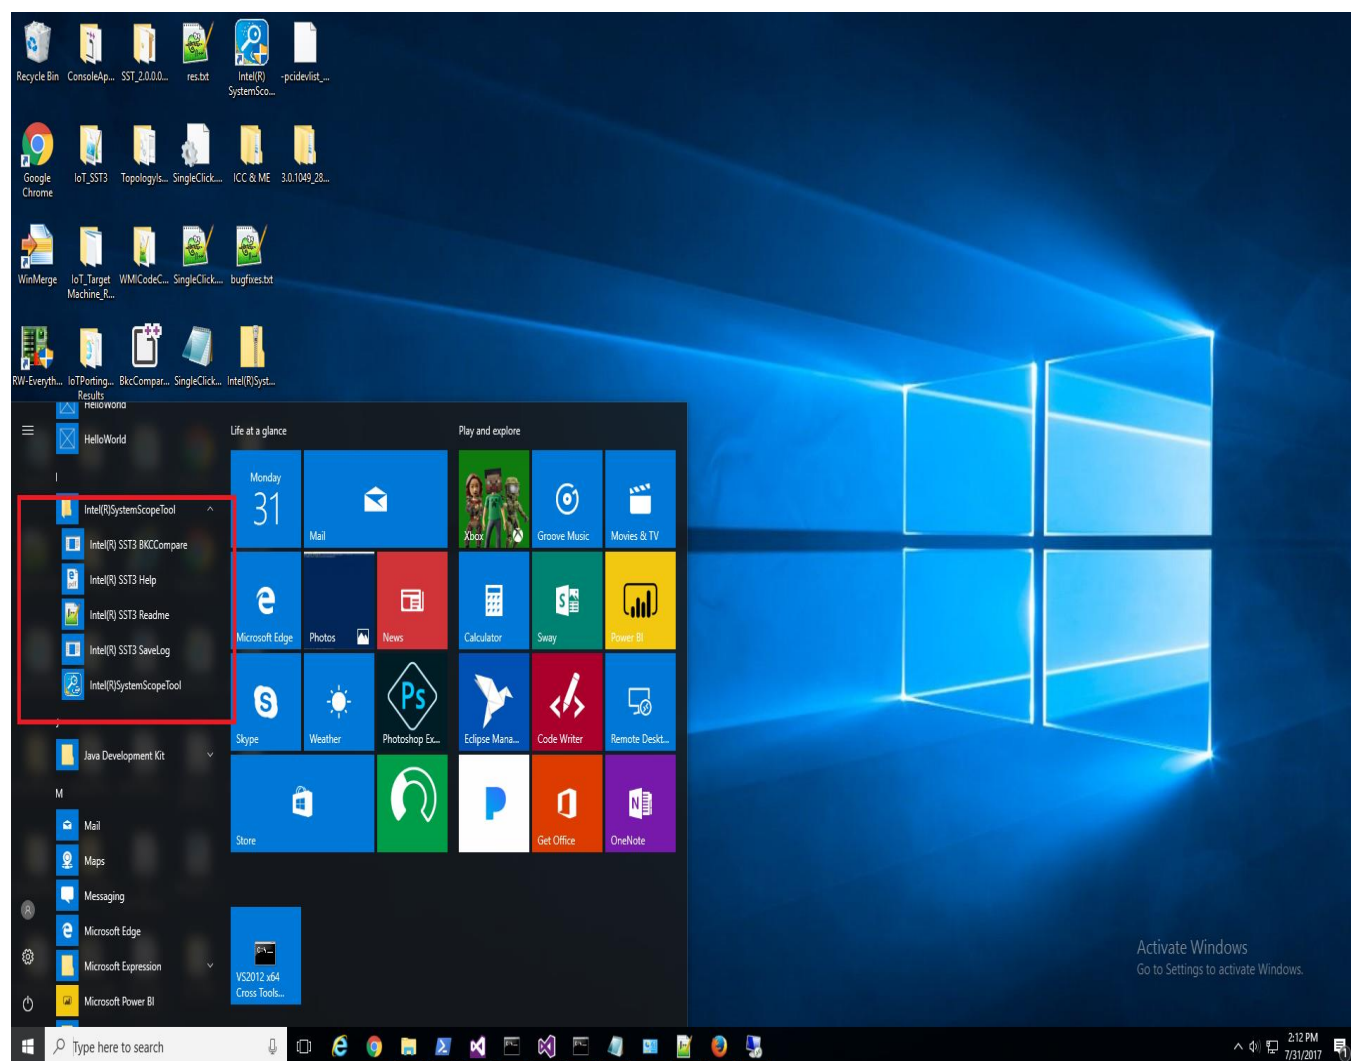 Recycle Bin
ConsoleAp...
SST_2.0.0.0...
res.txt
Intel(R)
SystemSco...
-pcidevlist_...
Google
Chrome
IoT_SST3
TopologyIs...
SingleClick....
ICC & ME
3.0.1049_28...
WinMerge
IoT_Target
Machine_R...
WMICodeC...
SingleClick....
bugfixes.txt
RW-Everyth...
IoTPorting...
Results
BkcCompar...
SingleClick...
Intel(R)Syst...
HelloWorld
HelloWorld
I
Intel(R)SystemScopeTool
Intel(R) SST3 BKCCompare
Intel(R) SST3 Help
Intel(R) SST3 Readme
Intel(R) SST3 SaveLog
Intel(R)SystemScopeTool
J
Java Development Kit
M
Mail
Maps
Messaging
Microsoft Edge
Microsoft Expression
Microsoft Power BI
Life at a glance
Monday
31
Mail
Microsoft Edge
Photos
News
Skype
Weather
Ps
Photoshop Ex...
Store
VS2012 x64
Cross Tools...
Play and explore
Xbox
Groove Music
Movies & TV
Calculator
Sway
Power BI
Eclipse Mana...
Code Writer
Remote Deskt...
Get Office
OneNote
Activate Windows
Go to Settings to activate Windows.
Type here to search
2:12 PM
7/31/2017